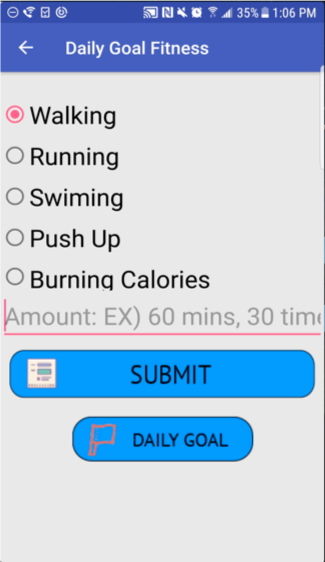 35% 1:06 PM
Daily Goal Fitness
Walking
Running
Swiming
Push Up
Burning Calories
Amount: EX) 60 mins, 30 time
SUBMIT
DAILY GOAL